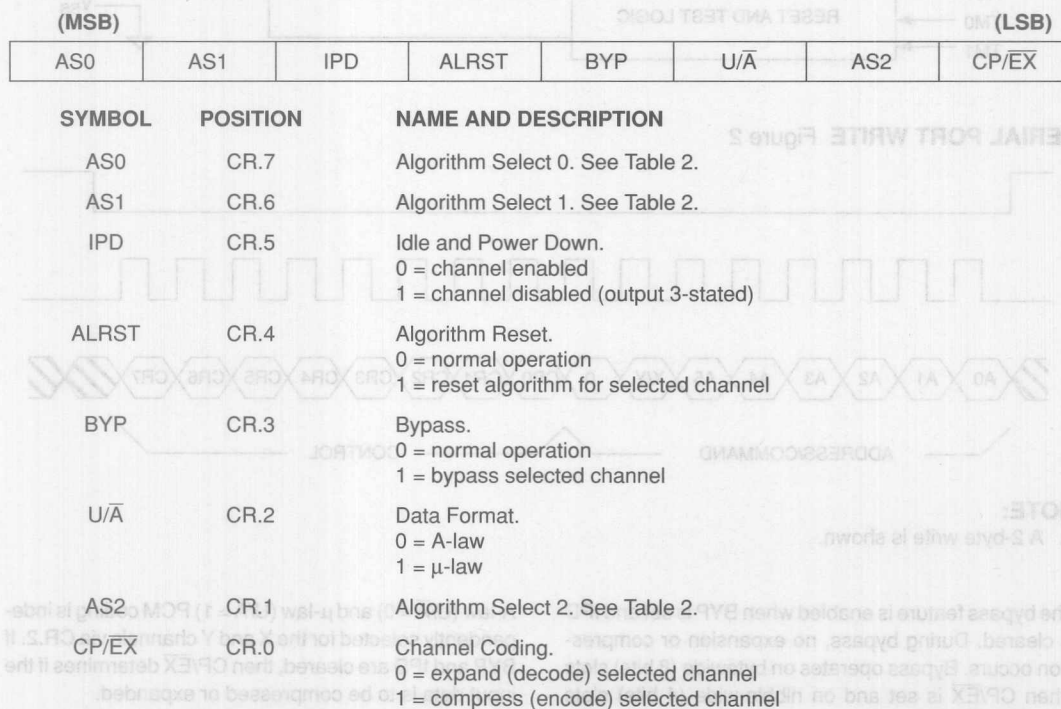 (MSB) (LSB)
AS0 AS1 IPD ALRST BYP U/A̅ AS2 CP/E̅X̅
SYMBOL POSITION NAME AND DESCRIPTION
AS0 CR.7 Algorithm Select 0. See Table 2.
AS1 CR.6 Algorithm Select 1. See Table 2.
IPD CR.5 Idle and Power Down.
0 = channel enabled
1 = channel disabled (output 3-stated)
ALRST CR.4 Algorithm Reset.
0 = normal operation
1 = reset algorithm for selected channel
BYP CR.3 Bypass.
0 = normal operation
1 = bypass selected channel
U/A̅ CR.2 Data Format.
0 = A-law
1 = μ-law
AS2 CR.1 Algorithm Select 2. See Table 2.
CP/E̅X̅ CR.0 Channel Coding.
0 = expand (decode) selected channel
1 = compress (encode) selected channel